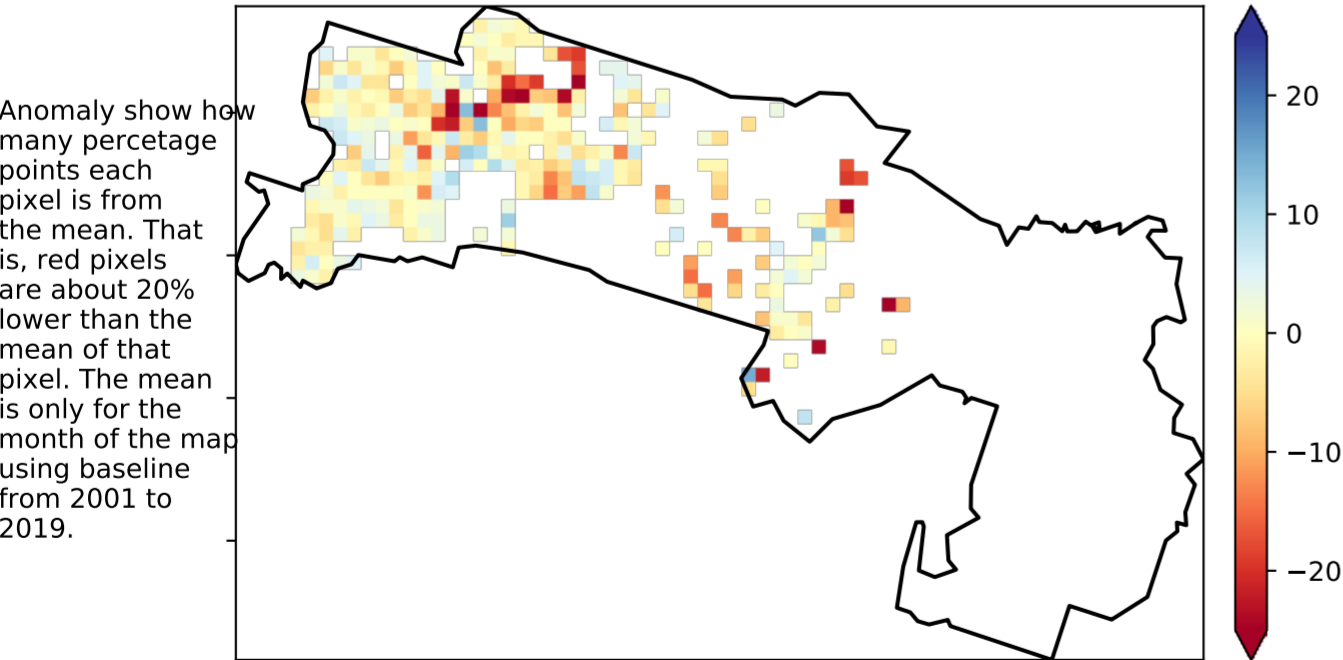 Anomaly show how
many percetage
points each
pixel is from
the mean. That
is, red pixels
are about 20%
lower than the
mean of that
pixel. The mean
is only for the
month of the map
using baseline
from 2001 to
2019.
20
10
0
−10
−20